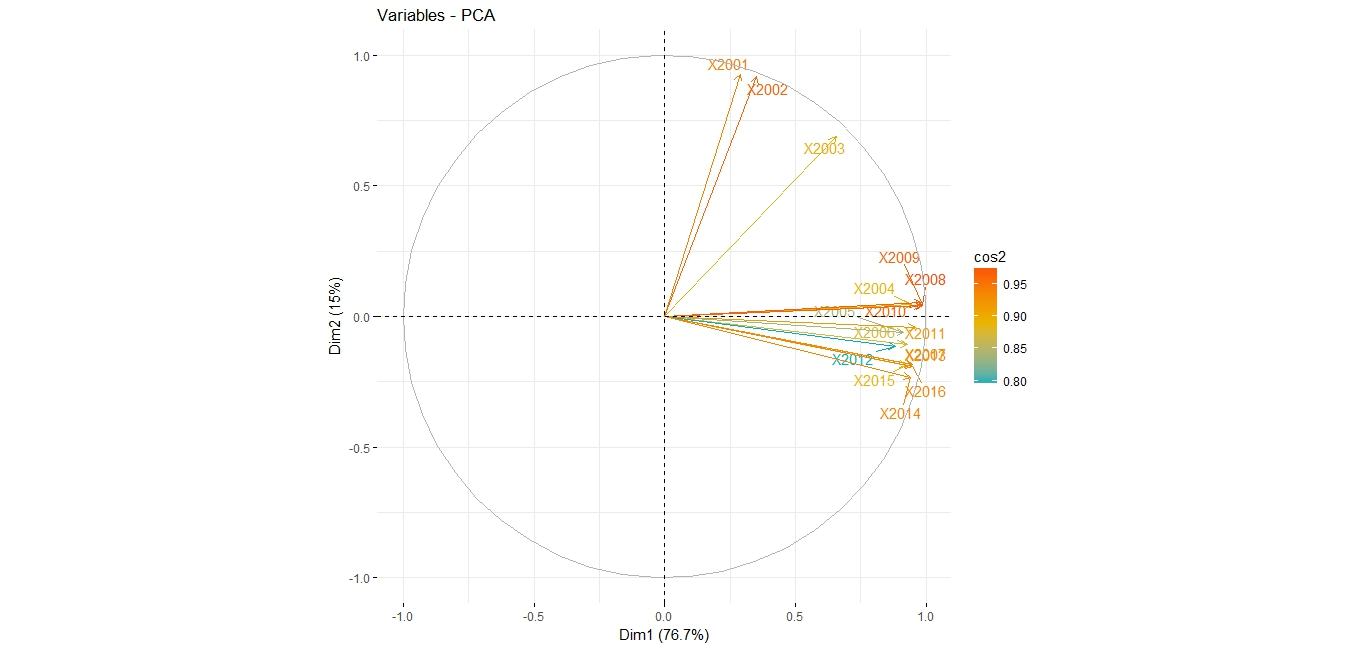 Variables - PCA
1.0
X2001
X2002
X2003
0.5
X2009
cos2
X2008
0.95
X2004
Dim2 (15%)
0.0
X2005
X2010
0.90
X2006
X2011
0.85
X2012
X2007
X2013
X2015
0.80
X2016
X2014
-0.5
-1.0
-1.0
-0.5
0.0
0.5
1.0
Dim1 (76.7%)